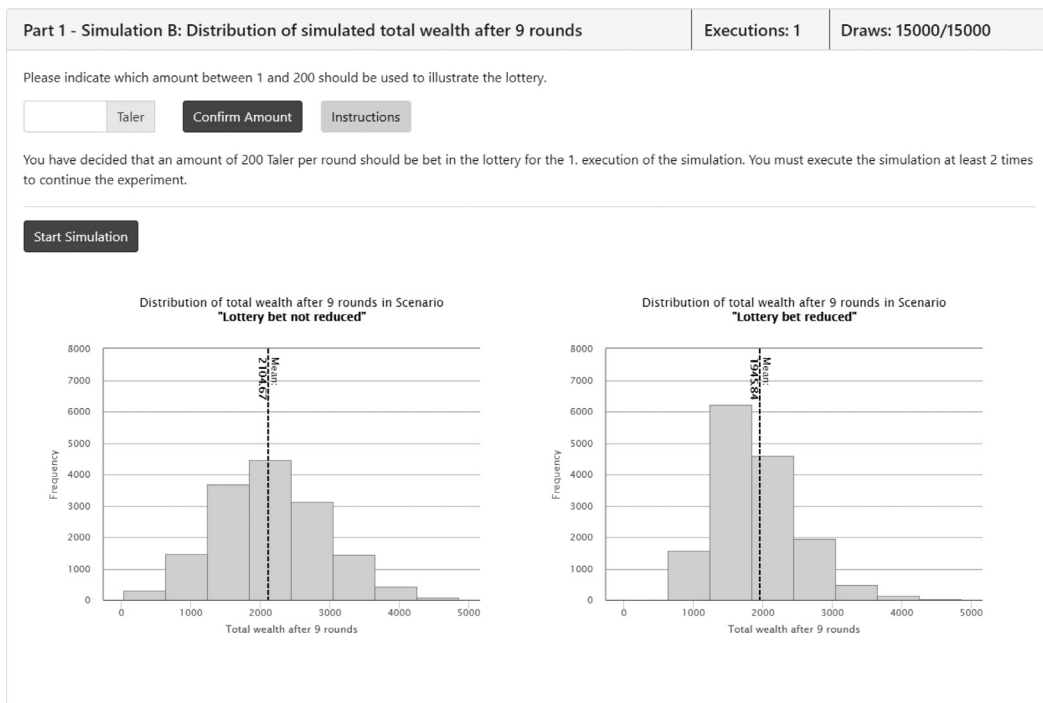 Part 1 - Simulation B: Distribution of simulated total wealth after 9 rounds
Executions: 1
Draws: 15000/15000
Please indicate which amount between 1 and 200 should be used to illustrate the lottery.
Taler
Confirm Amount
Instructions
You have decided that an amount of 200 Taler per round should be bet in the lottery for the 1. execution of the simulation. You must execute the simulation at least 2 times
to continue the experiment.
Start Simulation
Distribution of total wealth after 9 rounds in Scenario
"Lottery bet not reduced"
8000
7000
6000
5000
4000
3000
2000
1000
0
Frequency
Mean:
2104.67
0
1000
2000
3000
4000
5000
Total wealth after 9 rounds
Distribution of total wealth after 9 rounds in Scenario
"Lottery bet reduced"
8000
7000
6000
5000
4000
3000
2000
1000
0
Frequency
Mean:
1945.84
0
1000
2000
3000
4000
5000
Total wealth after 9 rounds